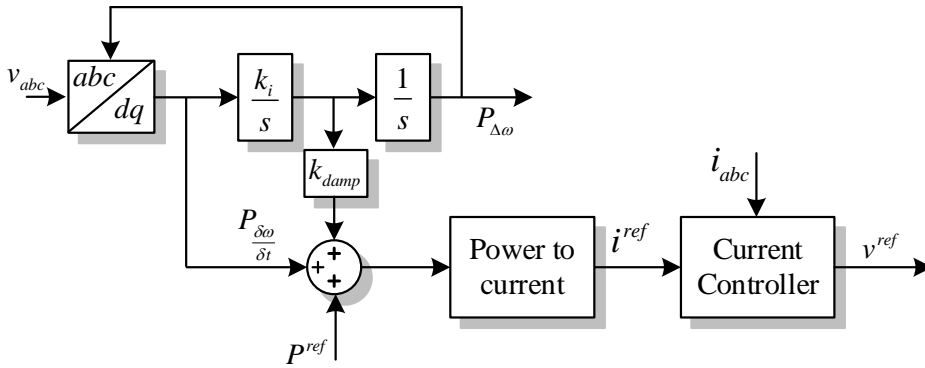 v_abc
abc
dq
k_i
s
1
s
P_Δω
k_damp
P_δω/δt
+
+
+
P^ref
Power to
current
i^ref
i_abc
Current
Controller
v^ref